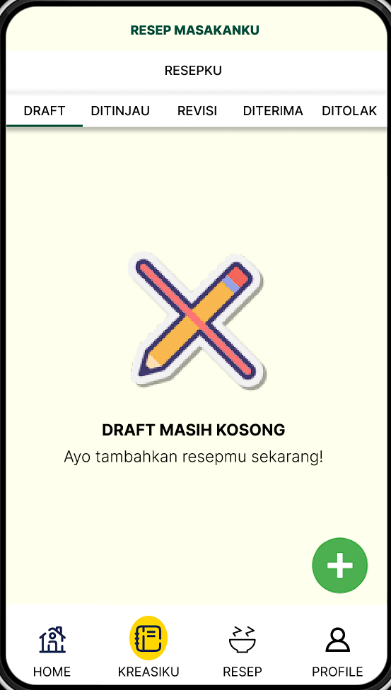 RESEP MASAKANKU
RESEPKU
DRAFT DITINJAU REVISI DITERIMA DITOLAK
DRAFT MASIH KOSONG
Ayo tambahkan resepmu sekarang!
HOME KREASIKU RESEP PROFILE